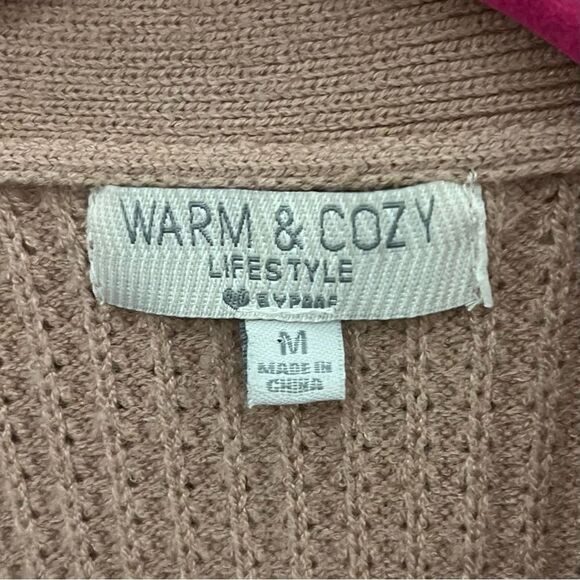 WARM & COZY
LIFESTYLE
M
MADE IN
CHINA